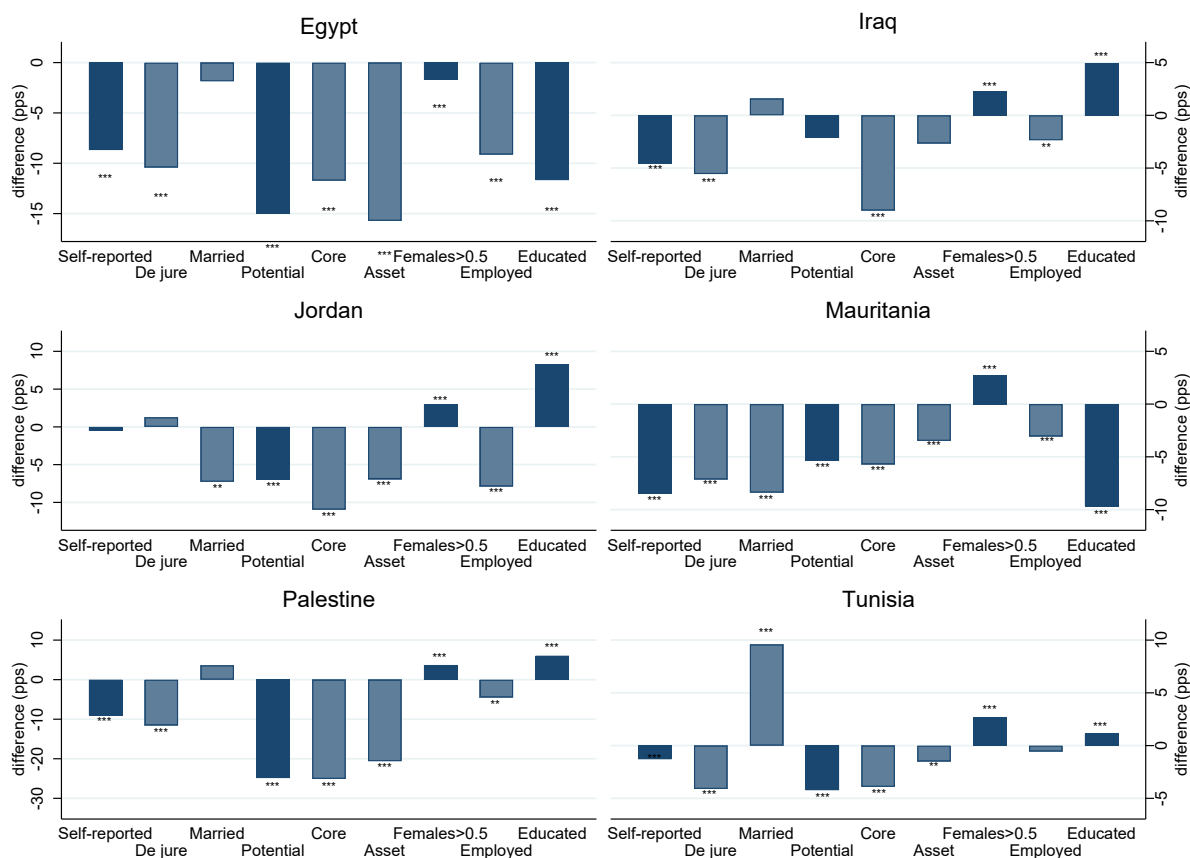 Egypt
difference (pps)
0
-5
-10
-15
*** *** *** *** *** *** *** ***
Self-reported Married Core Females>0.5 Educated
De jure Potential Asset Employed
Iraq
difference (pps)
5
0
-5
-10
*** *** *** *** ** ***
Self-reported Married Core Females>0.5 Educated
De jure Potential Asset Employed
Jordan
difference (pps)
10
5
0
-5
-10
** *** *** *** *** *** ***
Self-reported Married Core Females>0.5 Educated
De jure Potential Asset Employed
Mauritania
difference (pps)
5
0
-5
-10
*** *** *** *** *** *** *** *** ***
Self-reported Married Core Females>0.5 Educated
De jure Potential Asset Employed
Palestine
difference (pps)
10
0
-10
-20
-30
*** *** *** *** *** *** ** ***
Self-reported Married Core Females>0.5 Educated
De jure Potential Asset Employed
Tunisia
difference (pps)
10
5
0
-5
*** *** *** *** *** ** *** ***
Self-reported Married Core Females>0.5 Educated
De jure Potential Asset Employed